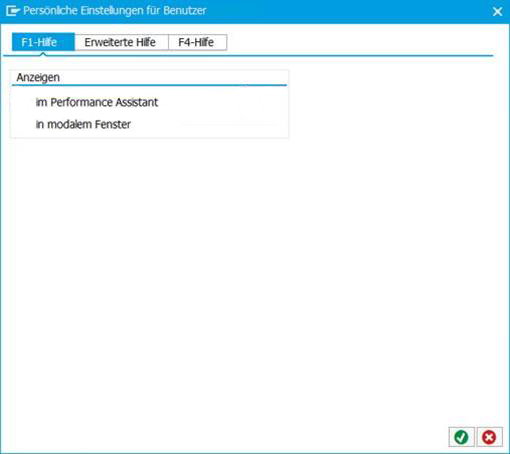 Persönliche Einstellungen für Benutzer
F1-Hilfe Erweiterte Hilfe F4-Hilfe
Anzeigen
im Performance Assistant
in modalem Fenster